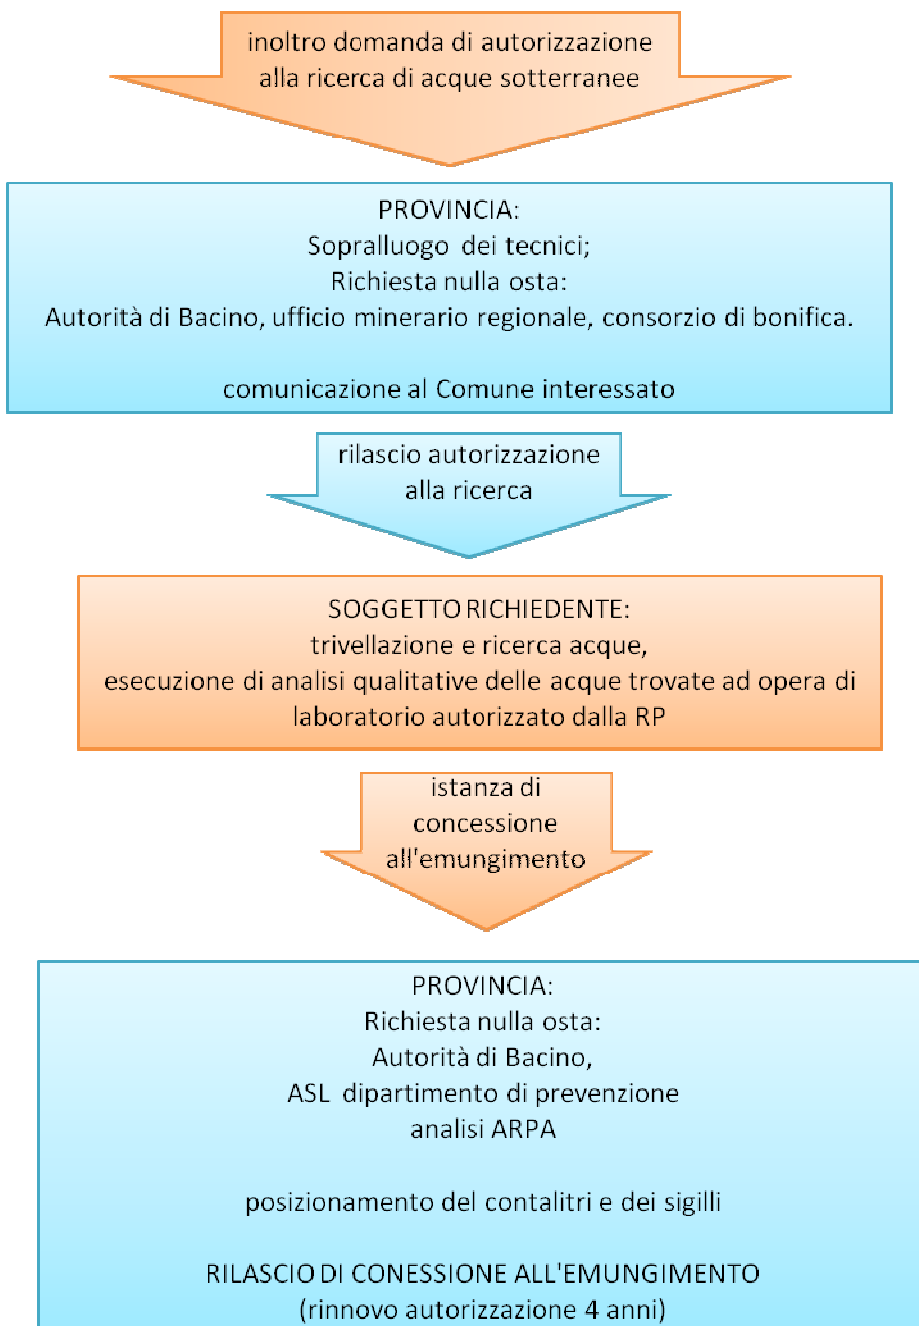 inoltro domanda di autorizzazione
alla ricerca di acque sotterranee
PROVINCIA:
Sopralluogo dei tecnici;
Richiesta nulla osta:
Autorità di Bacino, ufficio minerario regionale, consorzio di bonifica.
comunicazione al Comune interessato
rilascio autorizzazione
alla ricerca
SOGGETTO RICHIEDENTE:
trivellazione e ricerca acque,
esecuzione di analisi qualitative delle acque trovate ad opera di
laboratorio autorizzato dalla RP
istanza di
concessione
all'emungimento
PROVINCIA:
Richiesta nulla osta:
Autorità di Bacino,
ASL dipartimento di prevenzione
analisi ARPA
posizionamento del contalitri e dei sigilli
RILASCIO DI CONESSIONE ALL'EMUNGIMENTO
(rinnovo autorizzazione 4 anni)